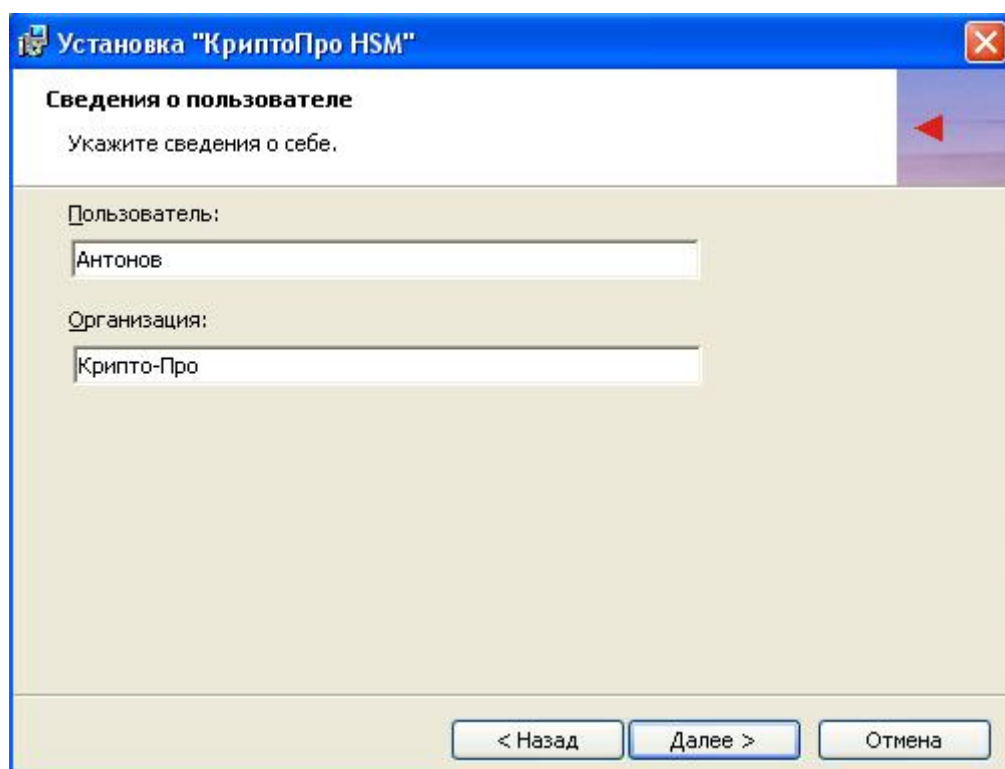 Установка "КриптоПро HSM"
Сведения о пользователе
Укажите сведения о себе.
Пользователь:
Антонов
Организация:
Крипто-Про
< Назад
Далее >
Отмена